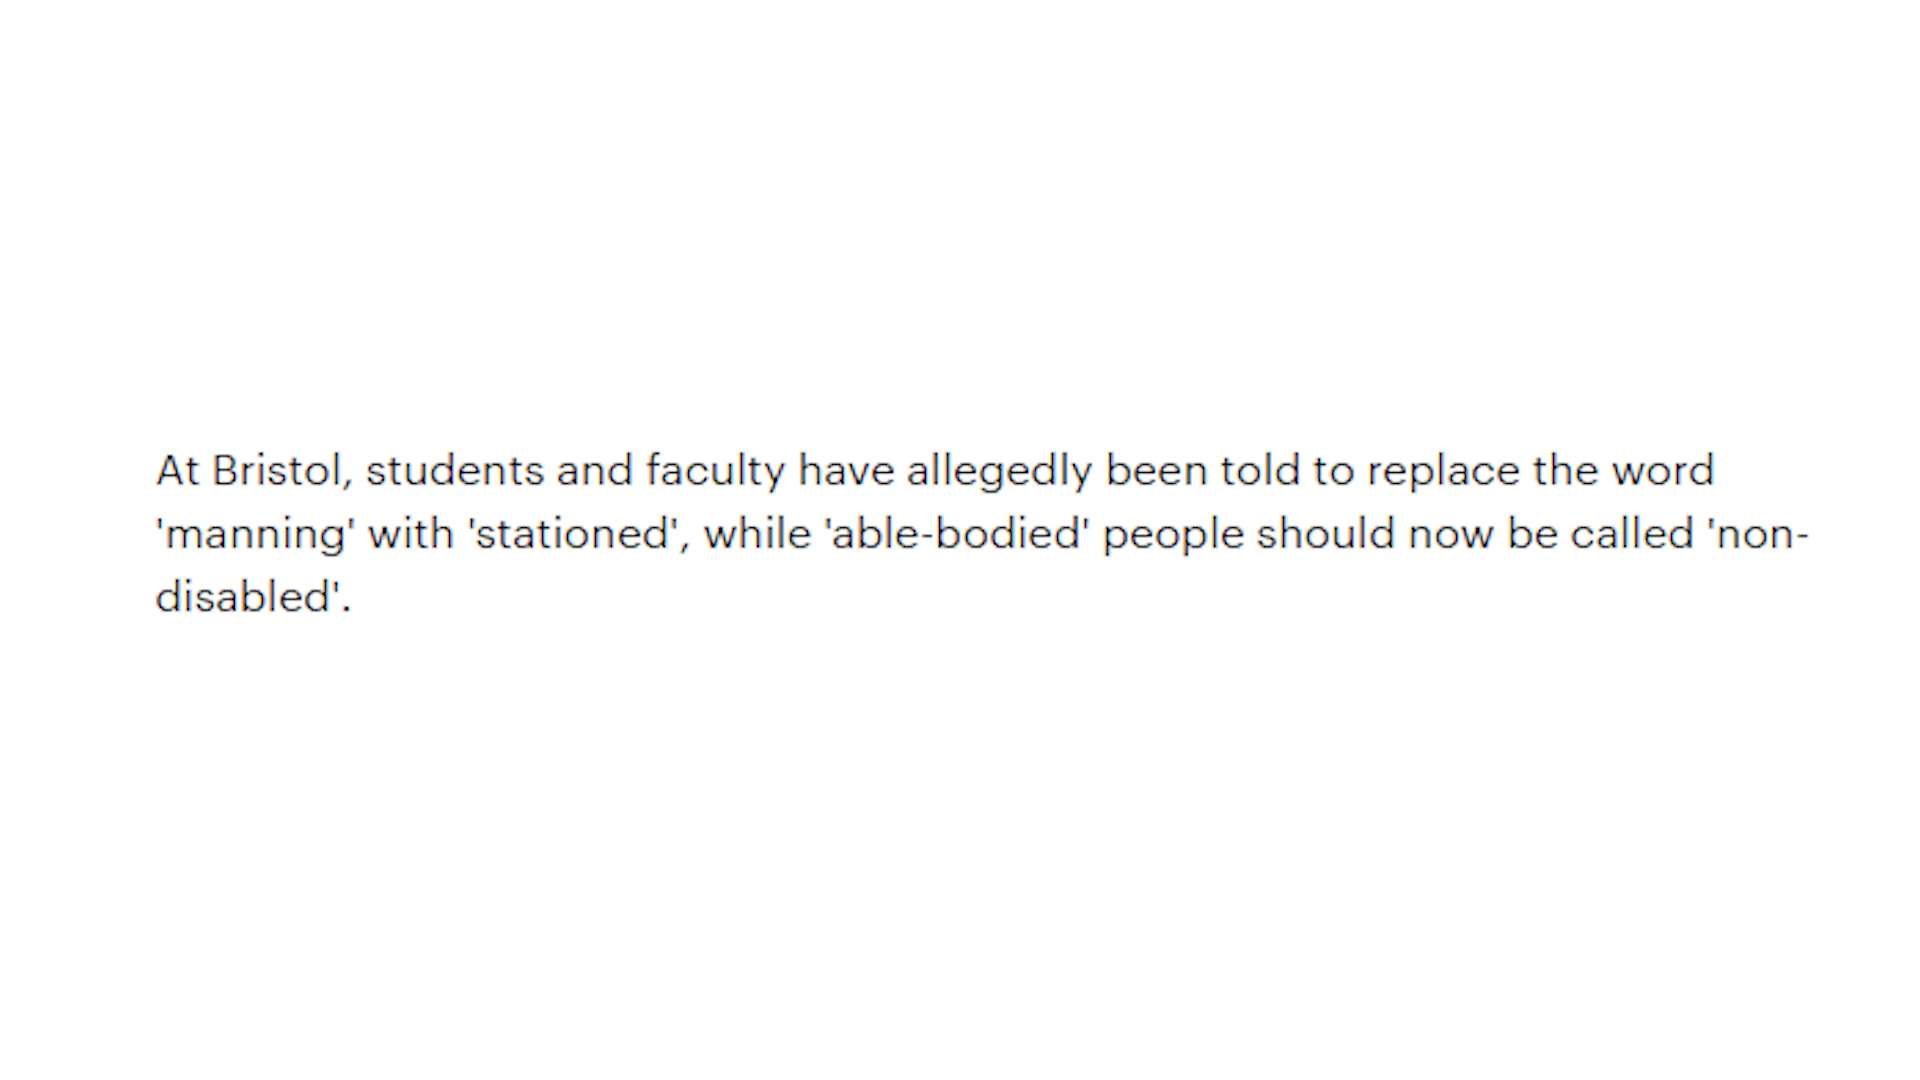 At Bristol, students and faculty have allegedly been told to replace the word
'manning' with 'stationed', while 'able-bodied' people should now be called 'non-
disabled'.